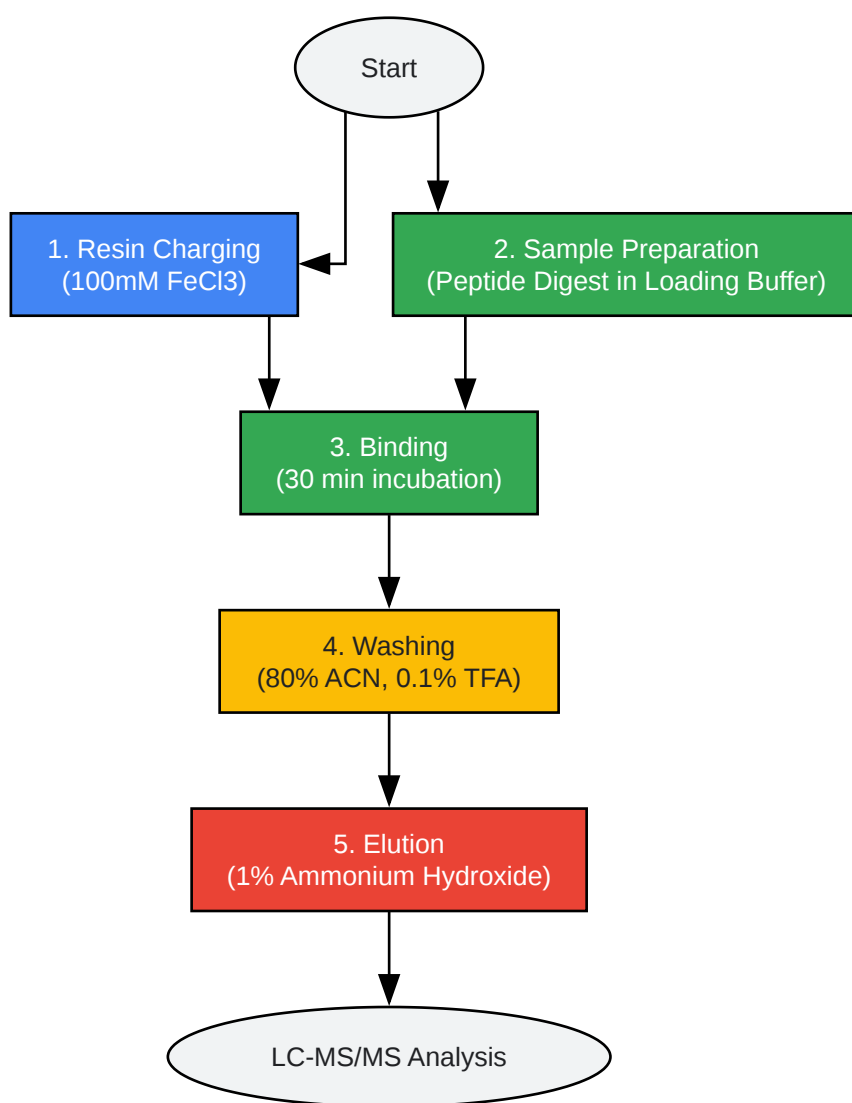 Start
1. Resin Charging
(100mM FeCl3)
2. Sample Preparation
(Peptide Digest in Loading Buffer)
3. Binding
(30 min incubation)
4. Washing
(80% ACN, 0.1% TFA)
5. Elution
(1% Ammonium Hydroxide)
LC-MS/MS Analysis